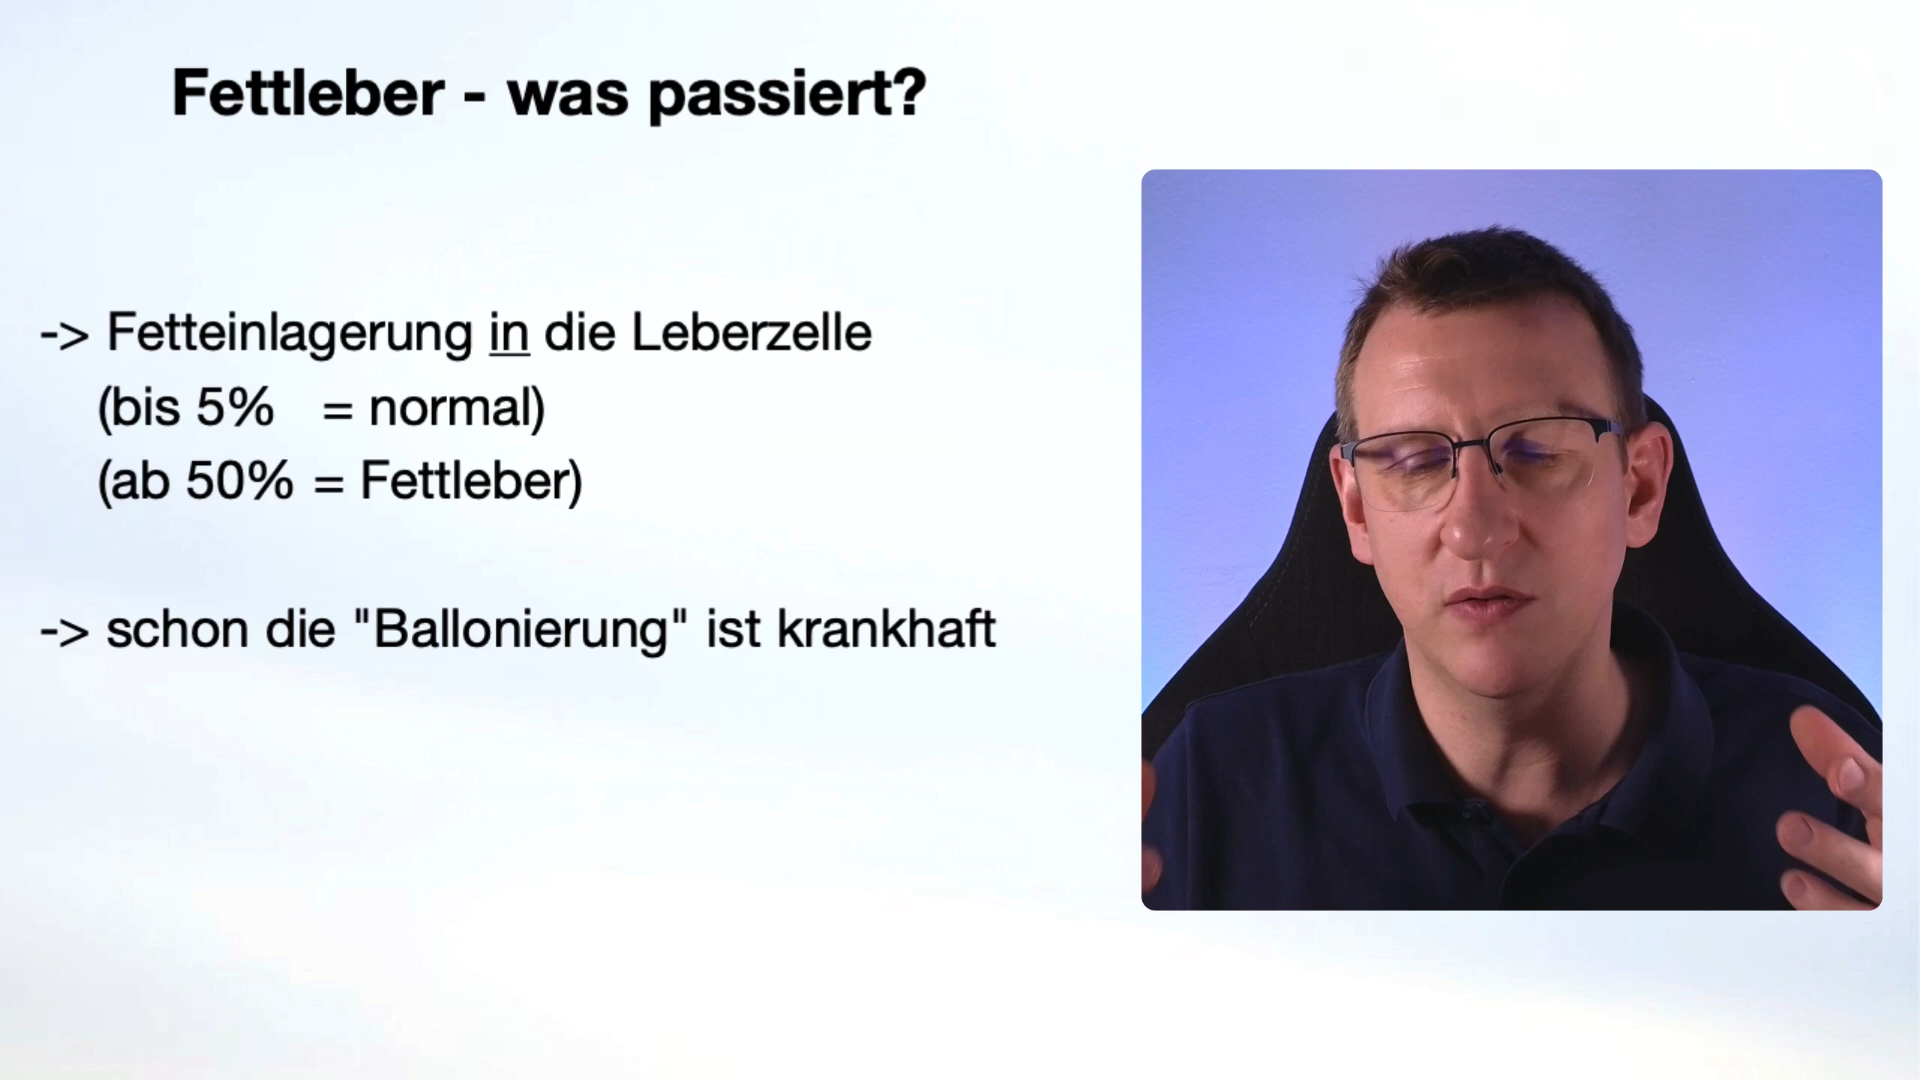 Fettleber - was passiert?
-> Fetteinlagerung in die Leberzelle
(bis 5% = normal)
(ab 50% = Fettleber)
-> schon die "Ballonierung" ist krankhaft